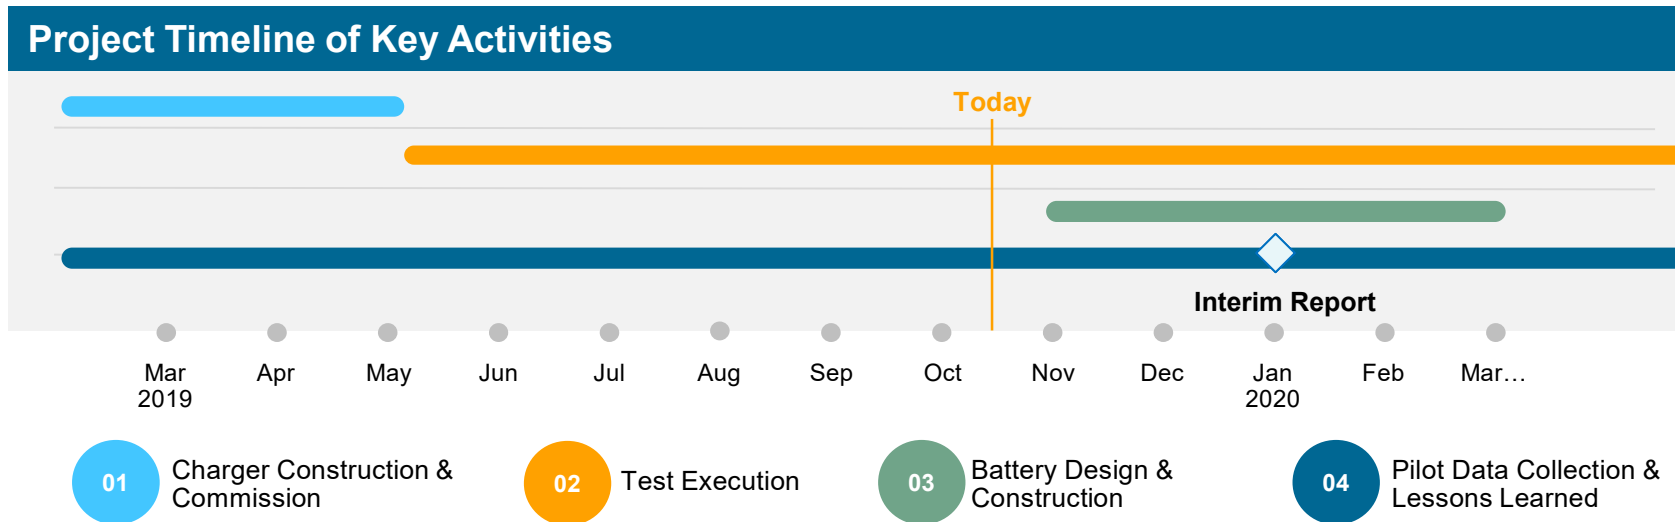 Project Timeline of Key Activities
Today
Interim Report
Mar
2019
Apr
May
Jun
Jul
Aug
Sep
Oct
Nov
Dec
Jan
2020
Feb
Mar…
01
Charger Construction &
Commission
02
Test Execution
03
Battery Design &
Construction
04
Pilot Data Collection &
Lessons Learned